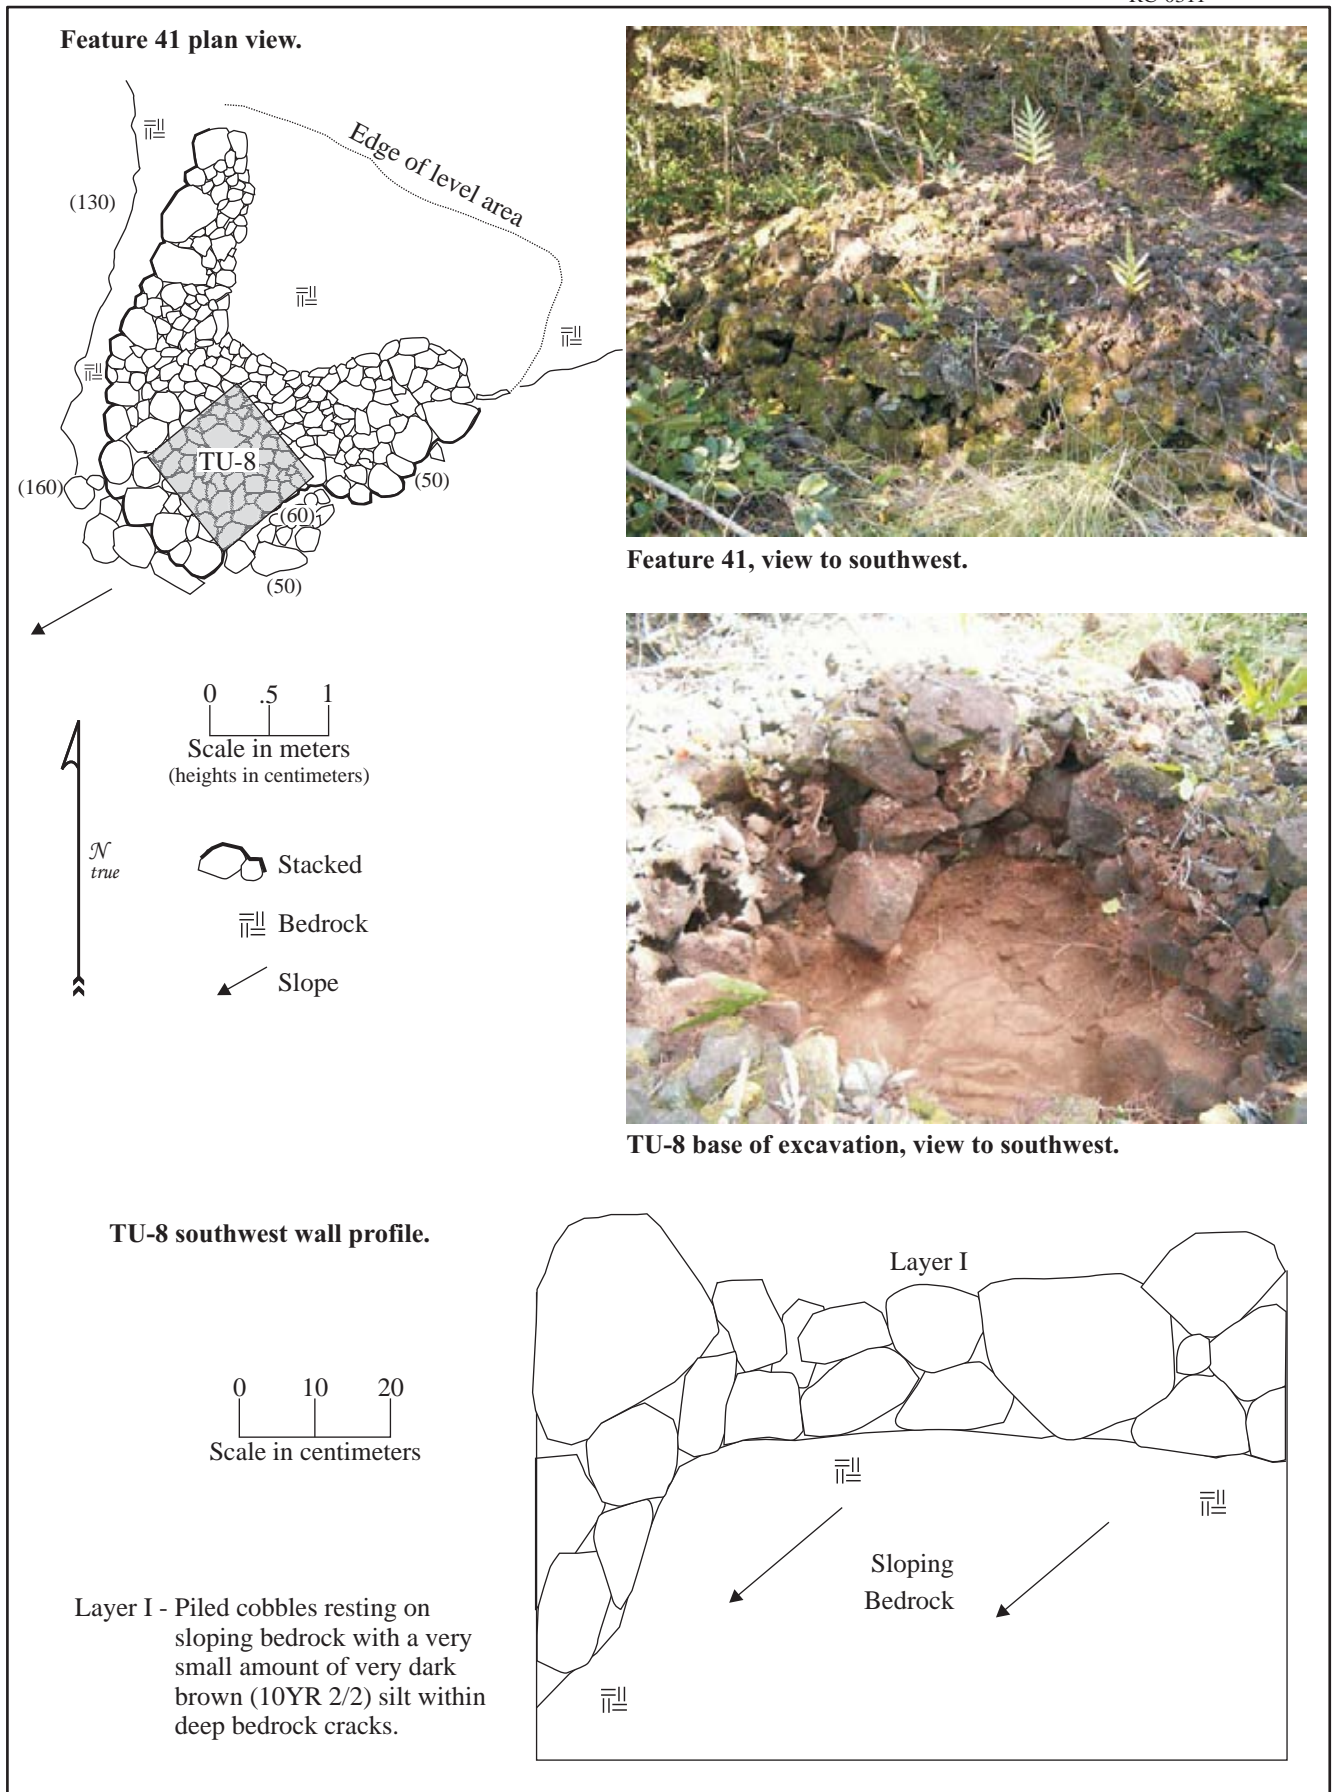 Feature 41 plan view.
Edge of level area
(130)
TU-8
(160)
(60)
(50)
(50)
0 .5 1
Scale in meters
(heights in centimeters)
N
true
Stacked
Bedrock
Slope
Feature 41, view to southwest.
TU-8 base of excavation, view to southwest.
TU-8 southwest wall profile.
0 10 20
Scale in centimeters
Layer I
Sloping
Bedrock
Layer I - Piled cobbles resting on
sloping bedrock with a very
small amount of very dark
brown (10YR 2/2) silt within
deep bedrock cracks.